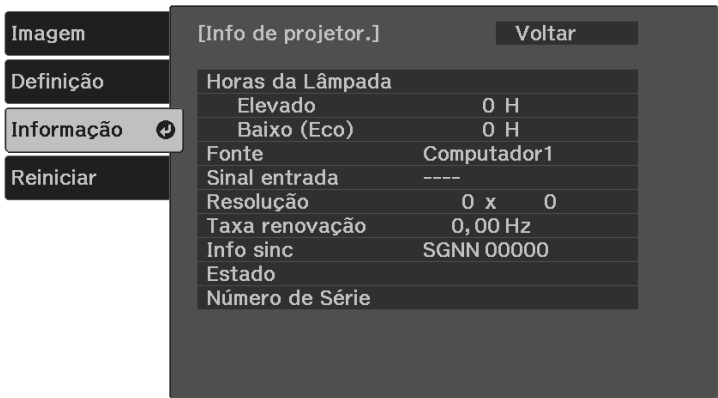 Imagem
Definição
Informação
Reiniciar
[Info de projetor.] Voltar
Horas da Lâmpada
Elevado 0 H
Baixo (Eco) 0 H
Fonte Computador1
Sinal entrada ----
Resolução 0 x 0
Taxa renovação 0,00 Hz
Info sinc SGNN 00000
Estado
Número de Série